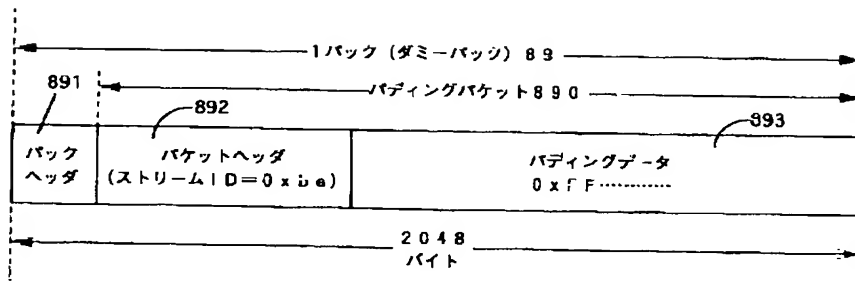 1パック(ダミーパッシ)89
891
パディングパケット890
892
893
パック
ヘッダ
パケットヘッダ
(ストリームID=0xbe)
パディングデータ
0xFF…………
2048
バイト